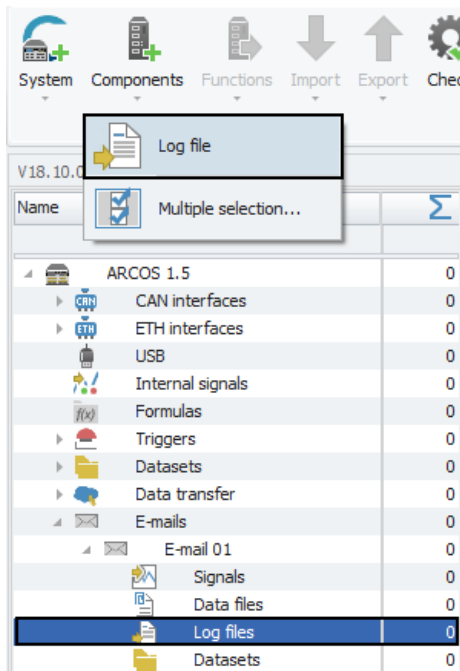 System Components Functions Import Export Chec
Log file
V18.10.0
Multiple selection...
Name Σ
ARCOS 1.5 0
CAN CAN interfaces 0
ETH ETH interfaces 0
USB 0
Internal signals 0
f(x) Formulas 0
Triggers 0
Datasets 0
Data transfer 0
E-mails 0
E-mail 01 0
Signals 0
Data files 0
Log files 0
Datasets 0